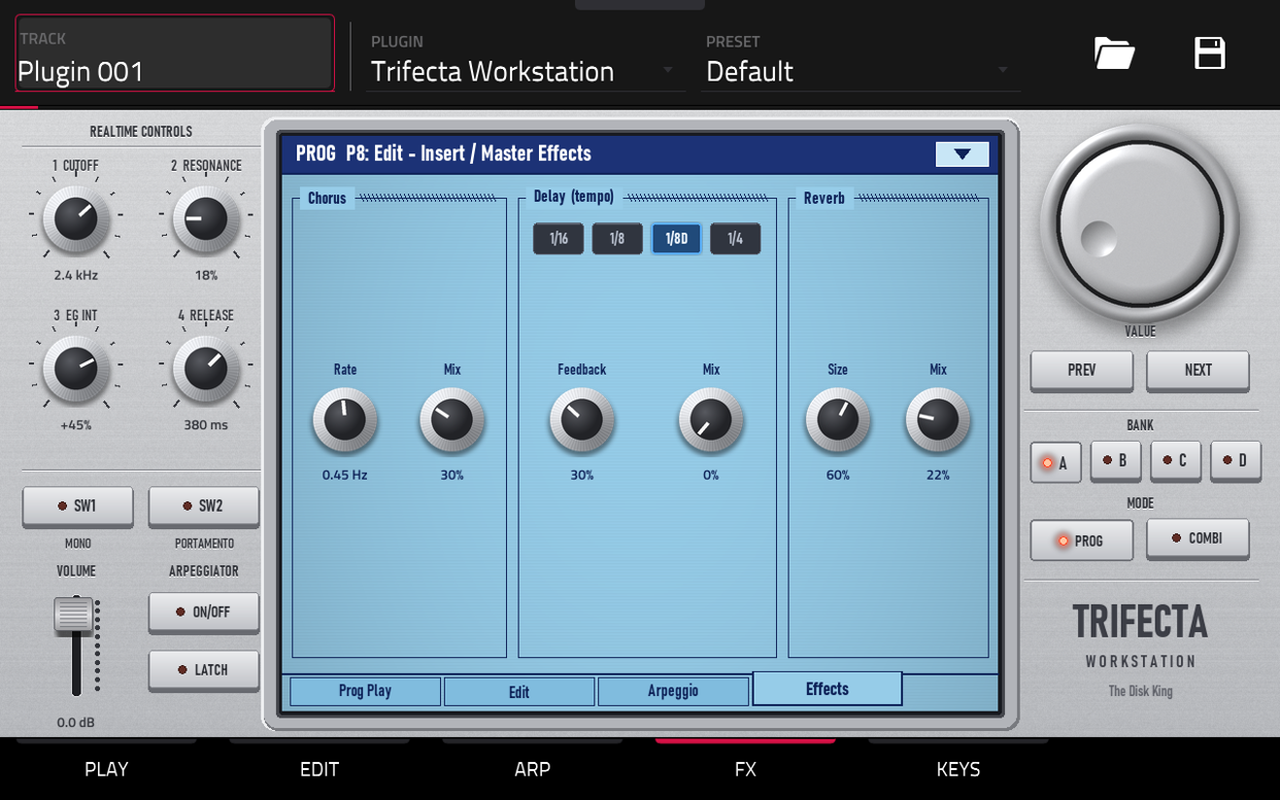 TRACK
Plugin 001
PLUGIN
Trifecta Workstation
PRESET
Default
REALTIME CONTROLS
1 CUTOFF
2 RESONANCE
2.4 kHz
18%
3 EG INT
4 RELEASE
+45%
380 ms
SW1
SW2
MONO
PORTAMENTO
VOLUME
ARPEGGIATOR
ON/OFF
LATCH
0.0 dB
PROG P8: Edit - Insert / Master Effects
Chorus
Rate
Mix
0.45 Hz
30%
Delay (tempo)
1/16
1/8
1/8D
1/4
Feedback
Mix
30%
0%
Reverb
Size
Mix
60%
22%
Prog Play
Edit
Arpeggio
Effects
VALUE
PREV
NEXT
BANK
A
B
C
D
MODE
PROG
COMBI
TRIFECTA
WORKSTATION
The Disk King
PLAY
EDIT
ARP
FX
KEYS